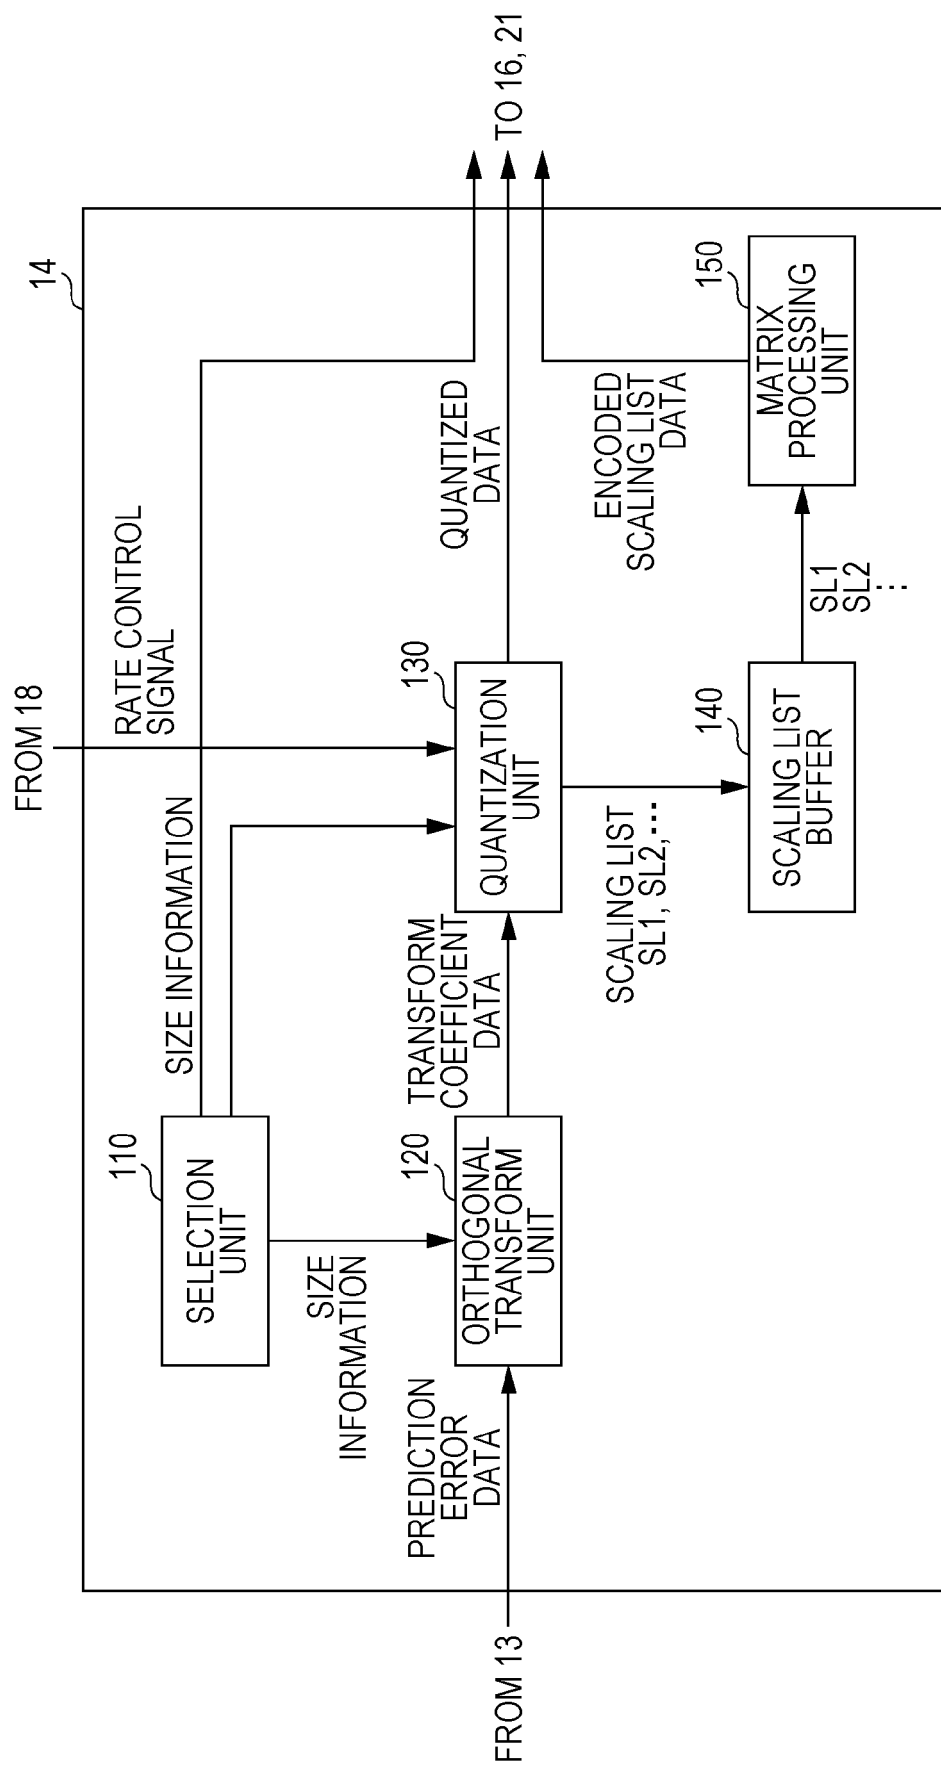 14
FROM 18
RATE CONTROL
SIGNAL
SIZE INFORMATION
110
SELECTION
UNIT
SIZE
INFORMATION
FROM 13
PREDICTION
ERROR
DATA
120
ORTHOGONAL
TRANSFORM
UNIT
TRANSFORM
COEFFICIENT
DATA
130
QUANTIZATION
UNIT
QUANTIZED
DATA
TO 16, 21
SCALING LIST
SL1, SL2, ...
140
SCALING LIST
BUFFER
SL1
SL2
...
150
MATRIX
PROCESSING
UNIT
ENCODED
SCALING LIST
DATA